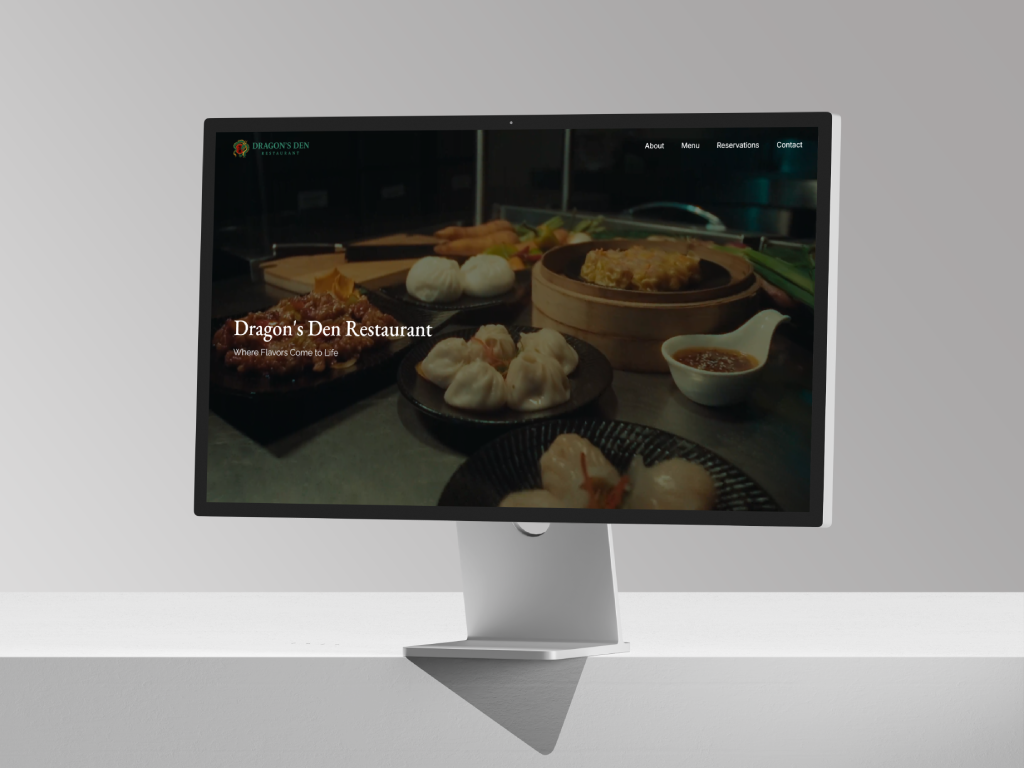 DRAGON'S DEN
RESTAURANT
About Menu Reservations Contact
Dragon's Den Restaurant
Where Flavors Come to Life